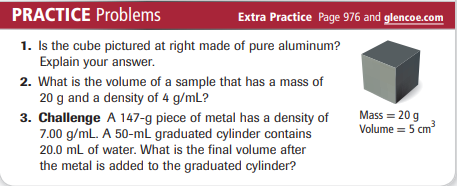 PRACTICE Problems
Extra Practice Page 976 and glencoe.com
1. Is the cube pictured at right made of pure aluminum?
Explain your answer.
2. What is the volume of a sample that has a mass of
20 g and a density of 4 g/mL?
3. Challenge A 147-g piece of metal has a density of
7.00 g/mL. A 50-mL graduated cylinder contains
20.0 mL of water. What is the final volume after
the metal is added to the graduated cylinder?
Mass = 20 g
Volume = 5 cm³